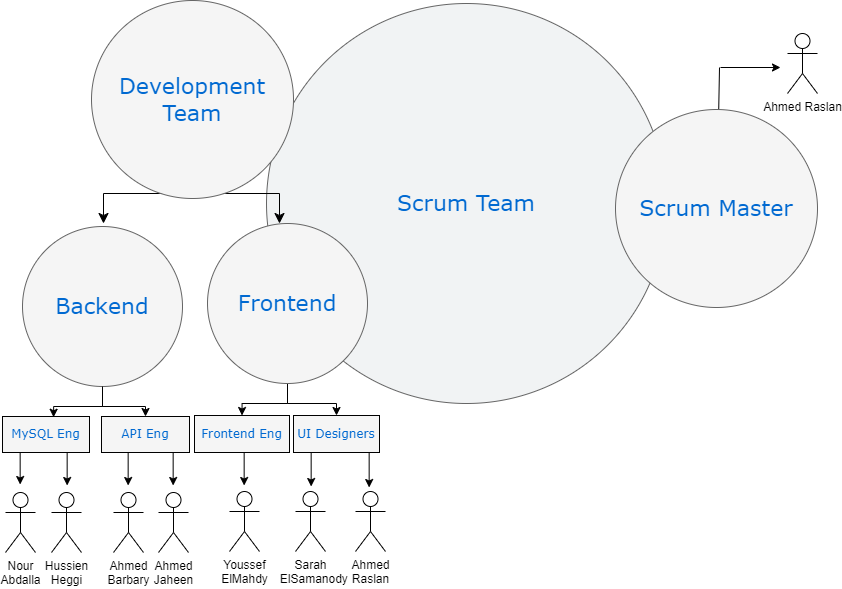 Development
Team
Ahmed Raslan
Scrum Team
Scrum Master
Backend
Frontend
MySQL Eng
API Eng
Frontend Eng
UI Designers
Nour
Abdalla
Hussien
Heggi
Ahmed
Barbary
Ahmed
Jaheen
Youssef
ElMahdy
Sarah
ElSamanody
Ahmed
Raslan